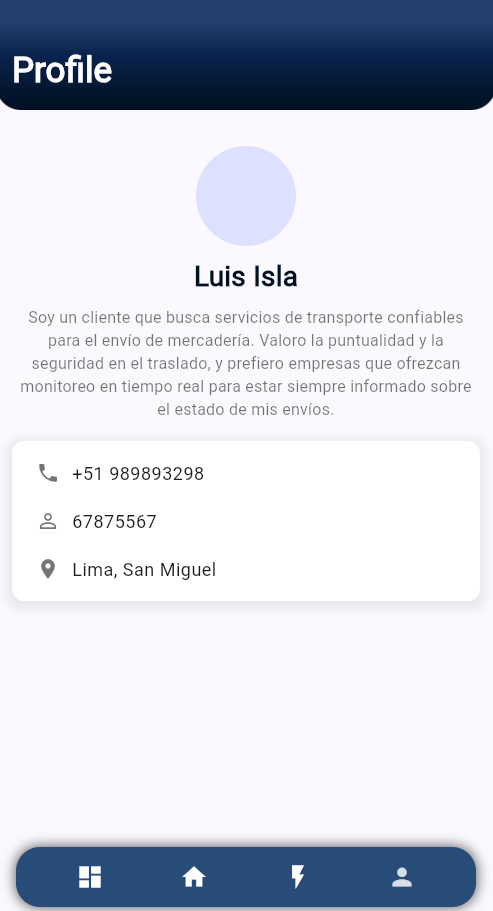 Profile
Luis Isla
Soy un cliente que busca servicios de transporte confiables
para el envío de mercadería. Valoro la puntualidad y la
seguridad en el traslado, y prefiero empresas que ofrezcan
monitoreo en tiempo real para estar siempre informado sobre
el estado de mis envíos.
+51 989893298
67875567
Lima, San Miguel